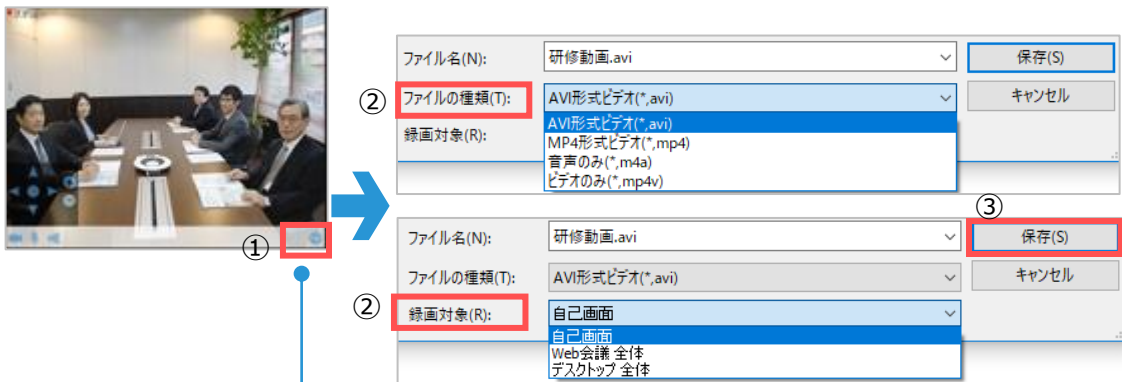 ファイル名(N):
研修動画.avi
保存(S)
②
ファイルの種類(T):
AVI形式ビデオ(*,avi)
キャンセル
録画対象(R):
AVI形式ビデオ(*,avi)
MP4形式ビデオ(*,mp4)
音声のみ(*,m4a)
ビデオのみ(*,mp4v)
①
③
ファイル名(N):
研修動画.avi
保存(S)
ファイルの種類(T):
AVI形式ビデオ(*,avi)
キャンセル
②
録画対象(R):
自己画面
自己画面
Web会議 全体
デスクトップ 全体